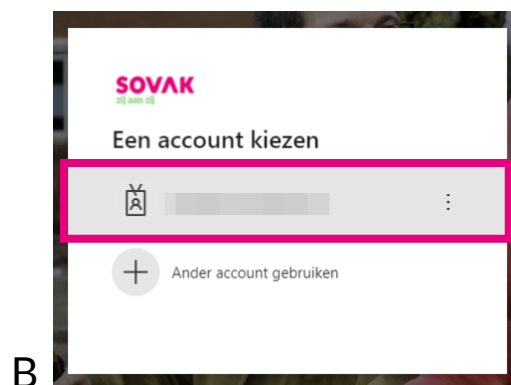 SOVAK
zij aan zij
Een account kiezen
Ander account gebruiken
B